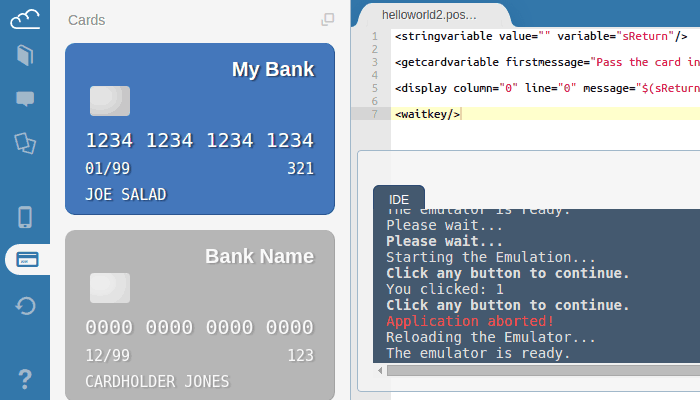 Cards
My Bank
1234 1234 1234 1234
01/99 321
JOE SALAD
Bank Name
0000 0000 0000 0000
12/99 123
CARDHOLDER JONES
?
helloworld2.pos...
1 <stringvariable value="" variable="sReturn"/>
2
3 <getcardvariable firstmessage="Pass the card in
4
5 <display column="0" line="0" message="$(sReturn
6
7 <waitkey/>
IDE
The emulator is ready.
Please wait...
Please wait...
Starting the Emulation...
Click any button to continue.
You clicked: 1
Click any button to continue.
Application aborted!
Reloading the Emulator...
The emulator is ready.